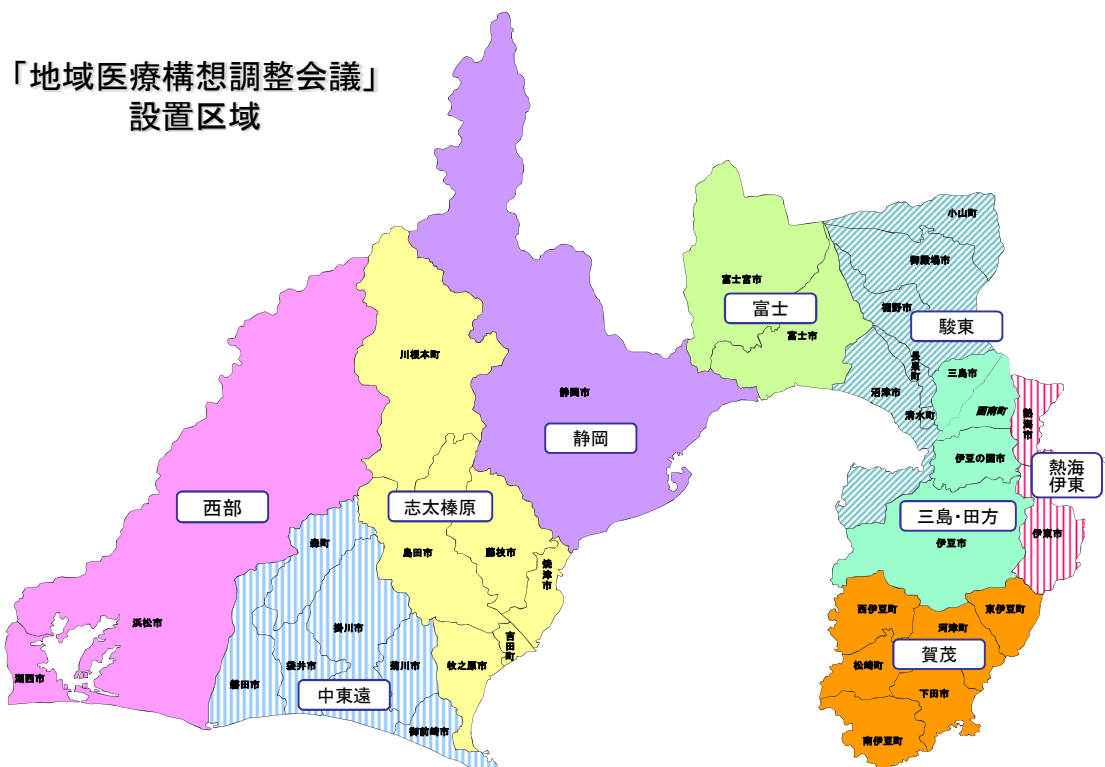 「地域医療構想調整会議」
設置区域
小山町
御殿場市
裾野市
富士宮市
富士
富士市
駿東
長泉町
三島市
沼津市
清水町
函南町
熱海市
伊豆の国市
熱海
伊東
三島・田方
伊豆市
伊東市
川根本町
静岡市
静岡
西部
志太榛原
森町
島田市
藤枝市
焼津市
浜松市
掛川市
吉田町
湖西市
磐田市
袋井市
菊川市
牧之原市
中東遠
御前崎市
西伊豆町
東伊豆町
河津町
賀茂
松崎町
下田市
南伊豆町